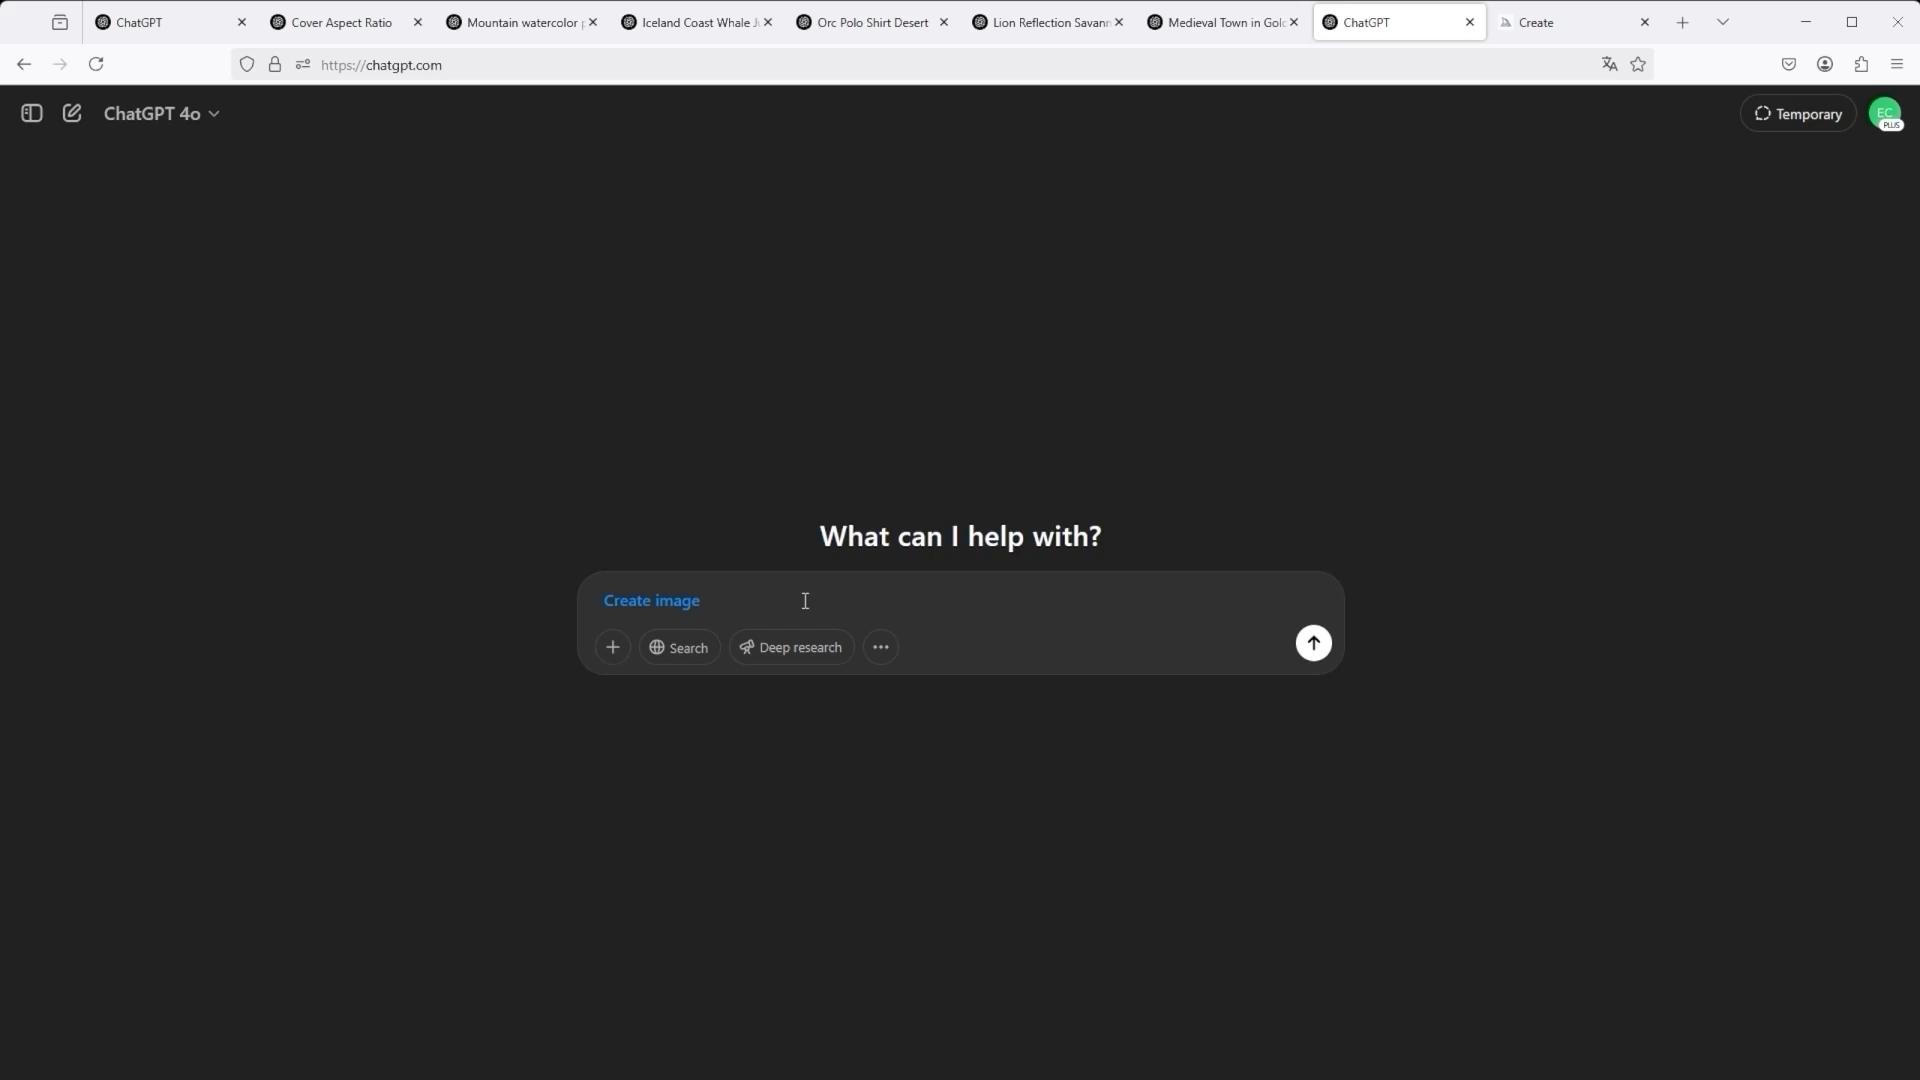 ChatGPT
Cover Aspect Ratio
Mountain watercolor
Iceland Coast Whale
Orc Polo Shirt Desert
Lion Reflection Savann
Medieval Town in Gol
ChatGPT
Create
https://chatgpt.com
ChatGPT 4o
Temporary
EC
PLUS
What can I help with?
Create image
Search
Deep research